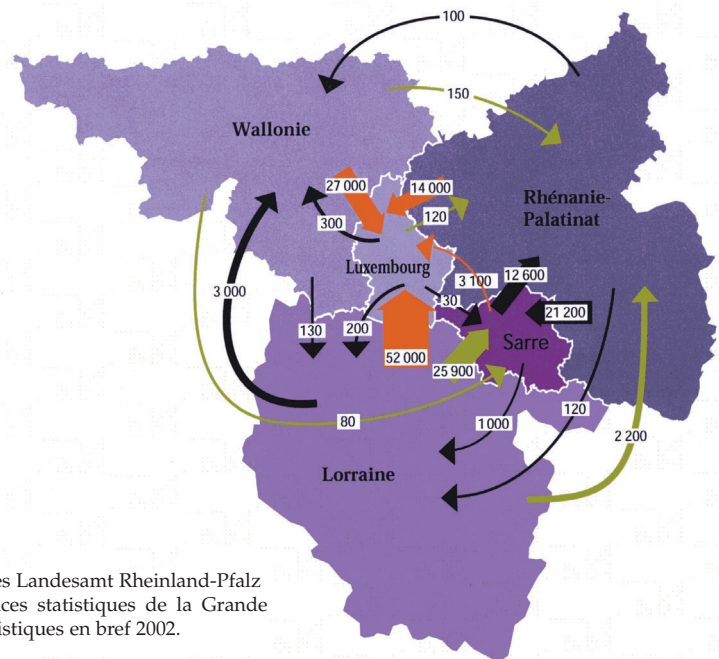 100
150
Wallonie
27 000
14 000
Rhénanie-
Palatinat
300
120
Luxembourg
3 000
3 100
12 600
30
21 200
130
200
Sarre
52 000
25 900
80
1 000
120
2 200
Lorraine
es Landesamt Rheinland-Pfalz
ces statistiques de la Grande
istiques en bref 2002.